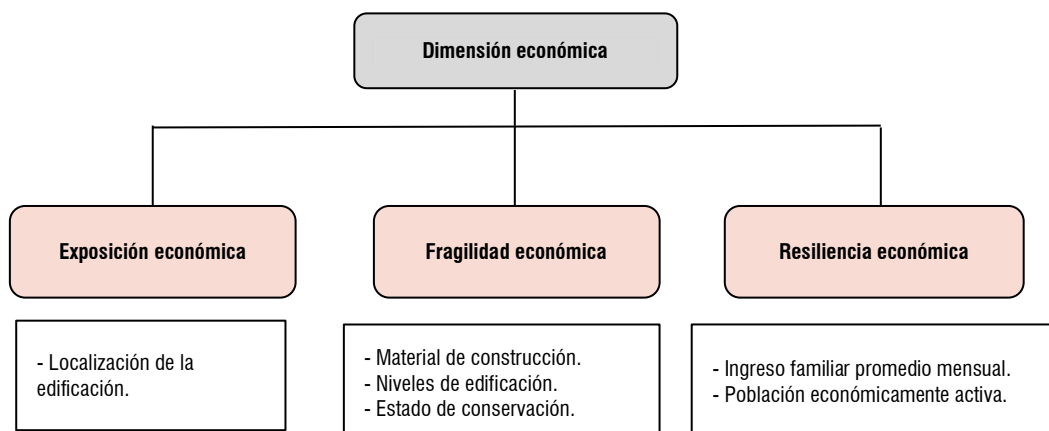 Dimensión económica
Exposición económica
Fragilidad económica
Resiliencia económica
- Localización de la
edificación.
- Material de construcción.
- Niveles de edificación.
- Estado de conservación.
- Ingreso familiar promedio mensual.
- Población económicamente activa.